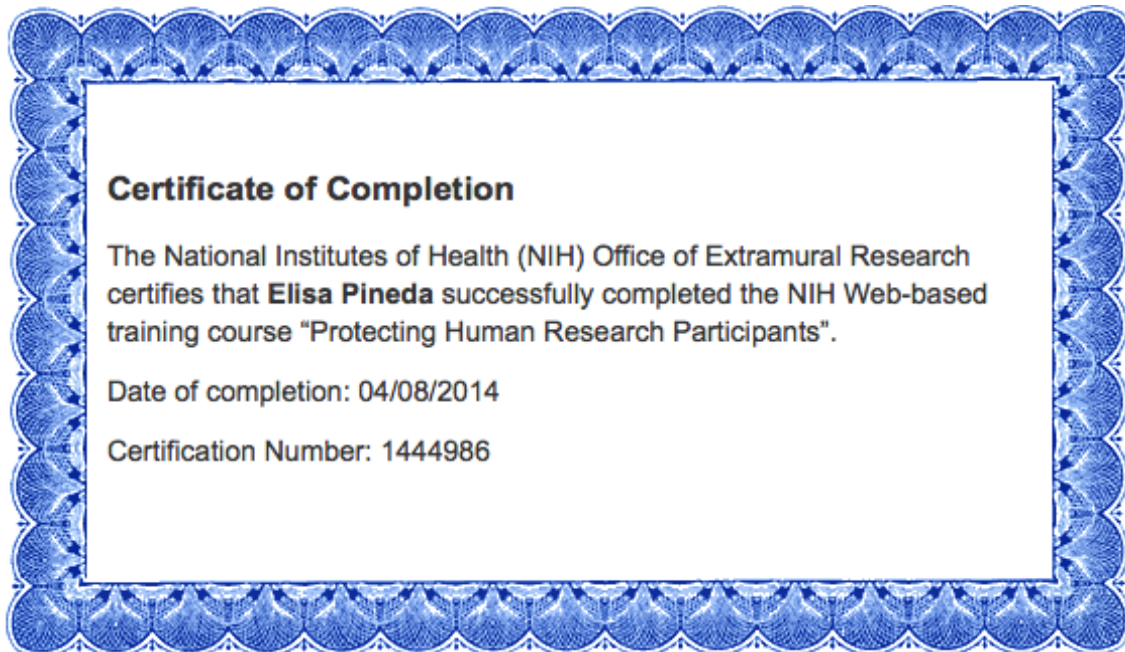 Certificate of Completion
The National Institutes of Health (NIH) Office of Extramural Research
certifies that Elisa Pineda successfully completed the NIH Web-based
training course “Protecting Human Research Participants”.
Date of completion: 04/08/2014
Certification Number: 1444986